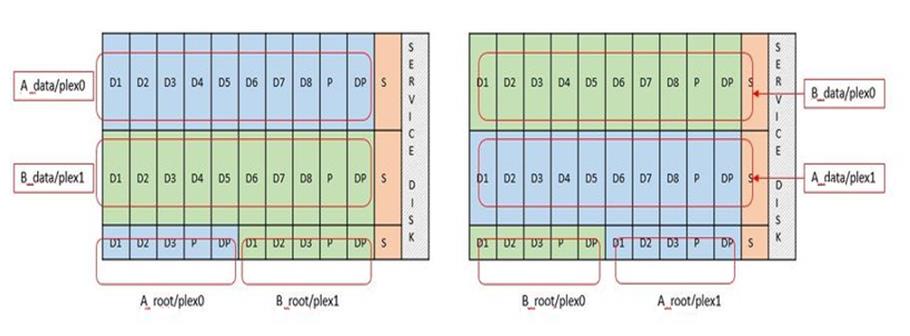 A_data/plex0
D1 D2 D3 D4 D5 D6 D7 D8 P DP S
B_data/plex1
D1 D2 D3 D4 D5 D6 D7 D8 P DP S
D1 D2 D3 P DP D1 D2 D3 P DP S
SERVICE DISK
A_root/plex0
B_root/plex1
D1 D2 D3 D4 D5 D6 D7 D8 P DP S
B_data/plex0
D1 D2 D3 D4 D5 D6 D7 D8 P DP S
A_data/plex1
D1 D2 D3 P DP D1 D2 D3 P DP S
SERVICE DISK
B_root/plex0
A_root/plex1